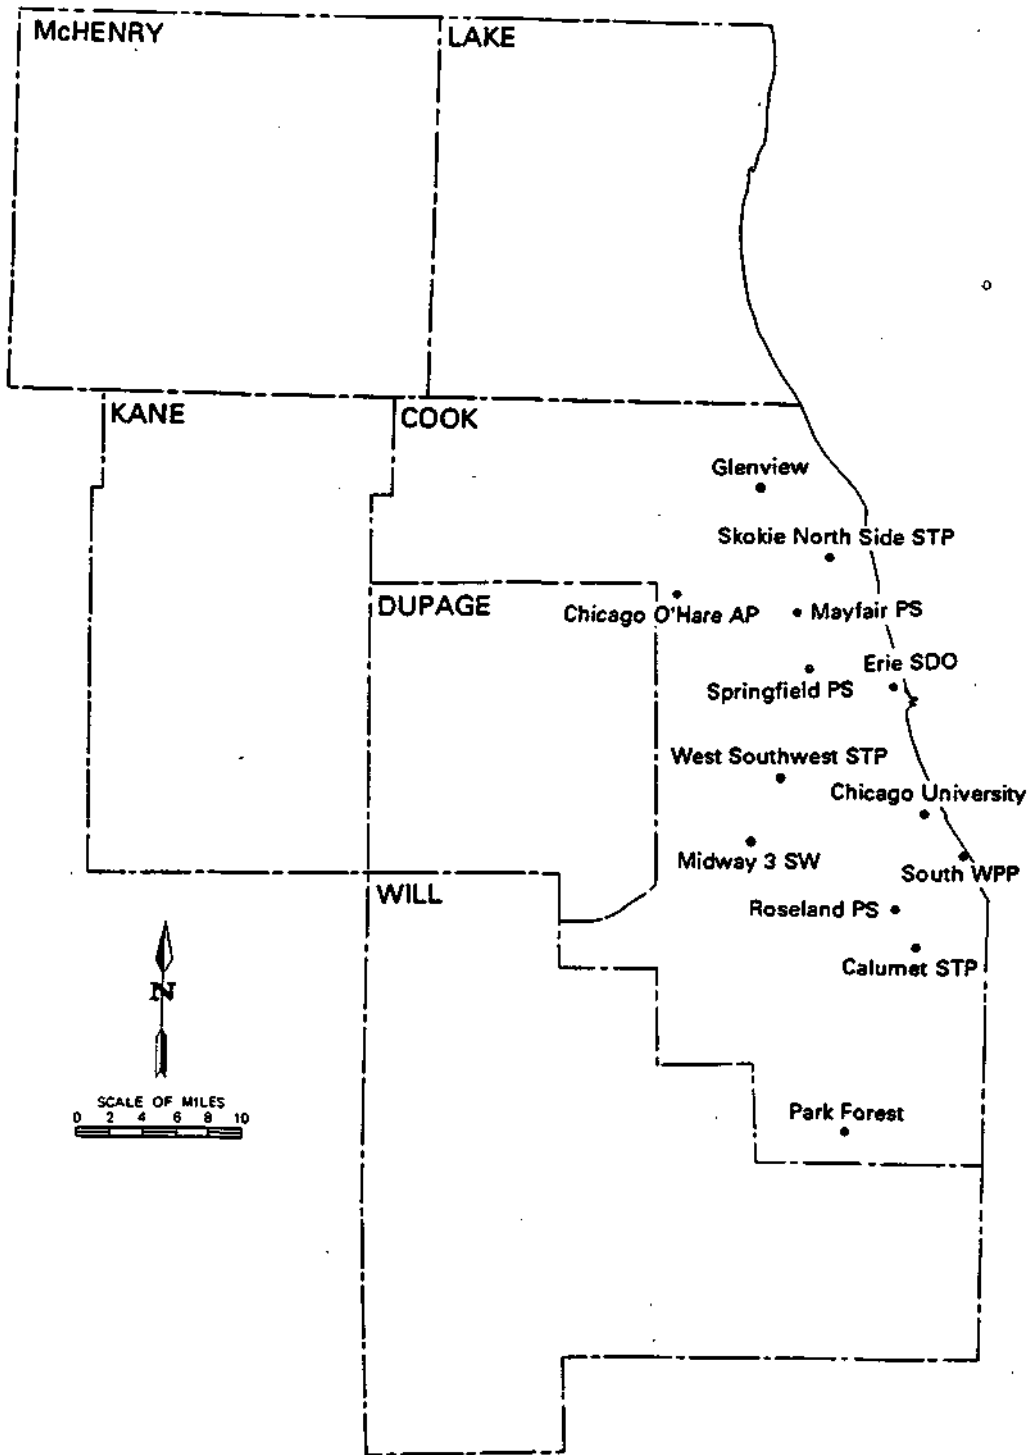 McHENRY
LAKE
KANE
COOK
Glenview
Skokie North Side STP
DUPAGE
Chicago O'Hare AP
Mayfair PS
Erie SDO
Springfield PS
West Southwest STP
Chicago University
Midway 3 SW
South WPP
WILL
Roseland PS
Calumet STP
N
SCALE OF MILES
0 2 4 6 8 10
Park Forest